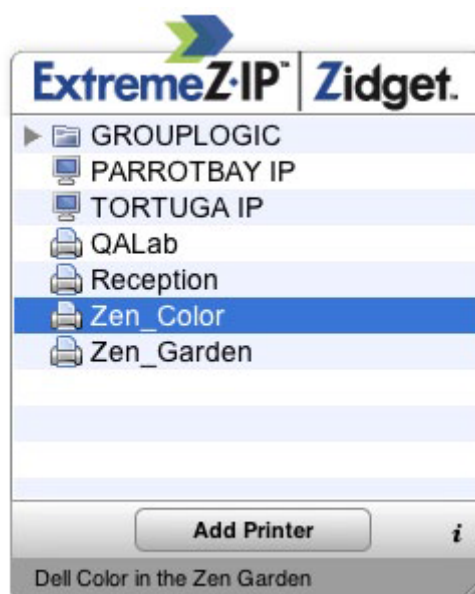 ExtremeZ-IP™ Zidget™
GROUPLOGIC
PARROTBAY IP
TORTUGA IP
QALab
Reception
Zen_Color
Zen_Garden
Add Printer i
Dell Color in the Zen Garden